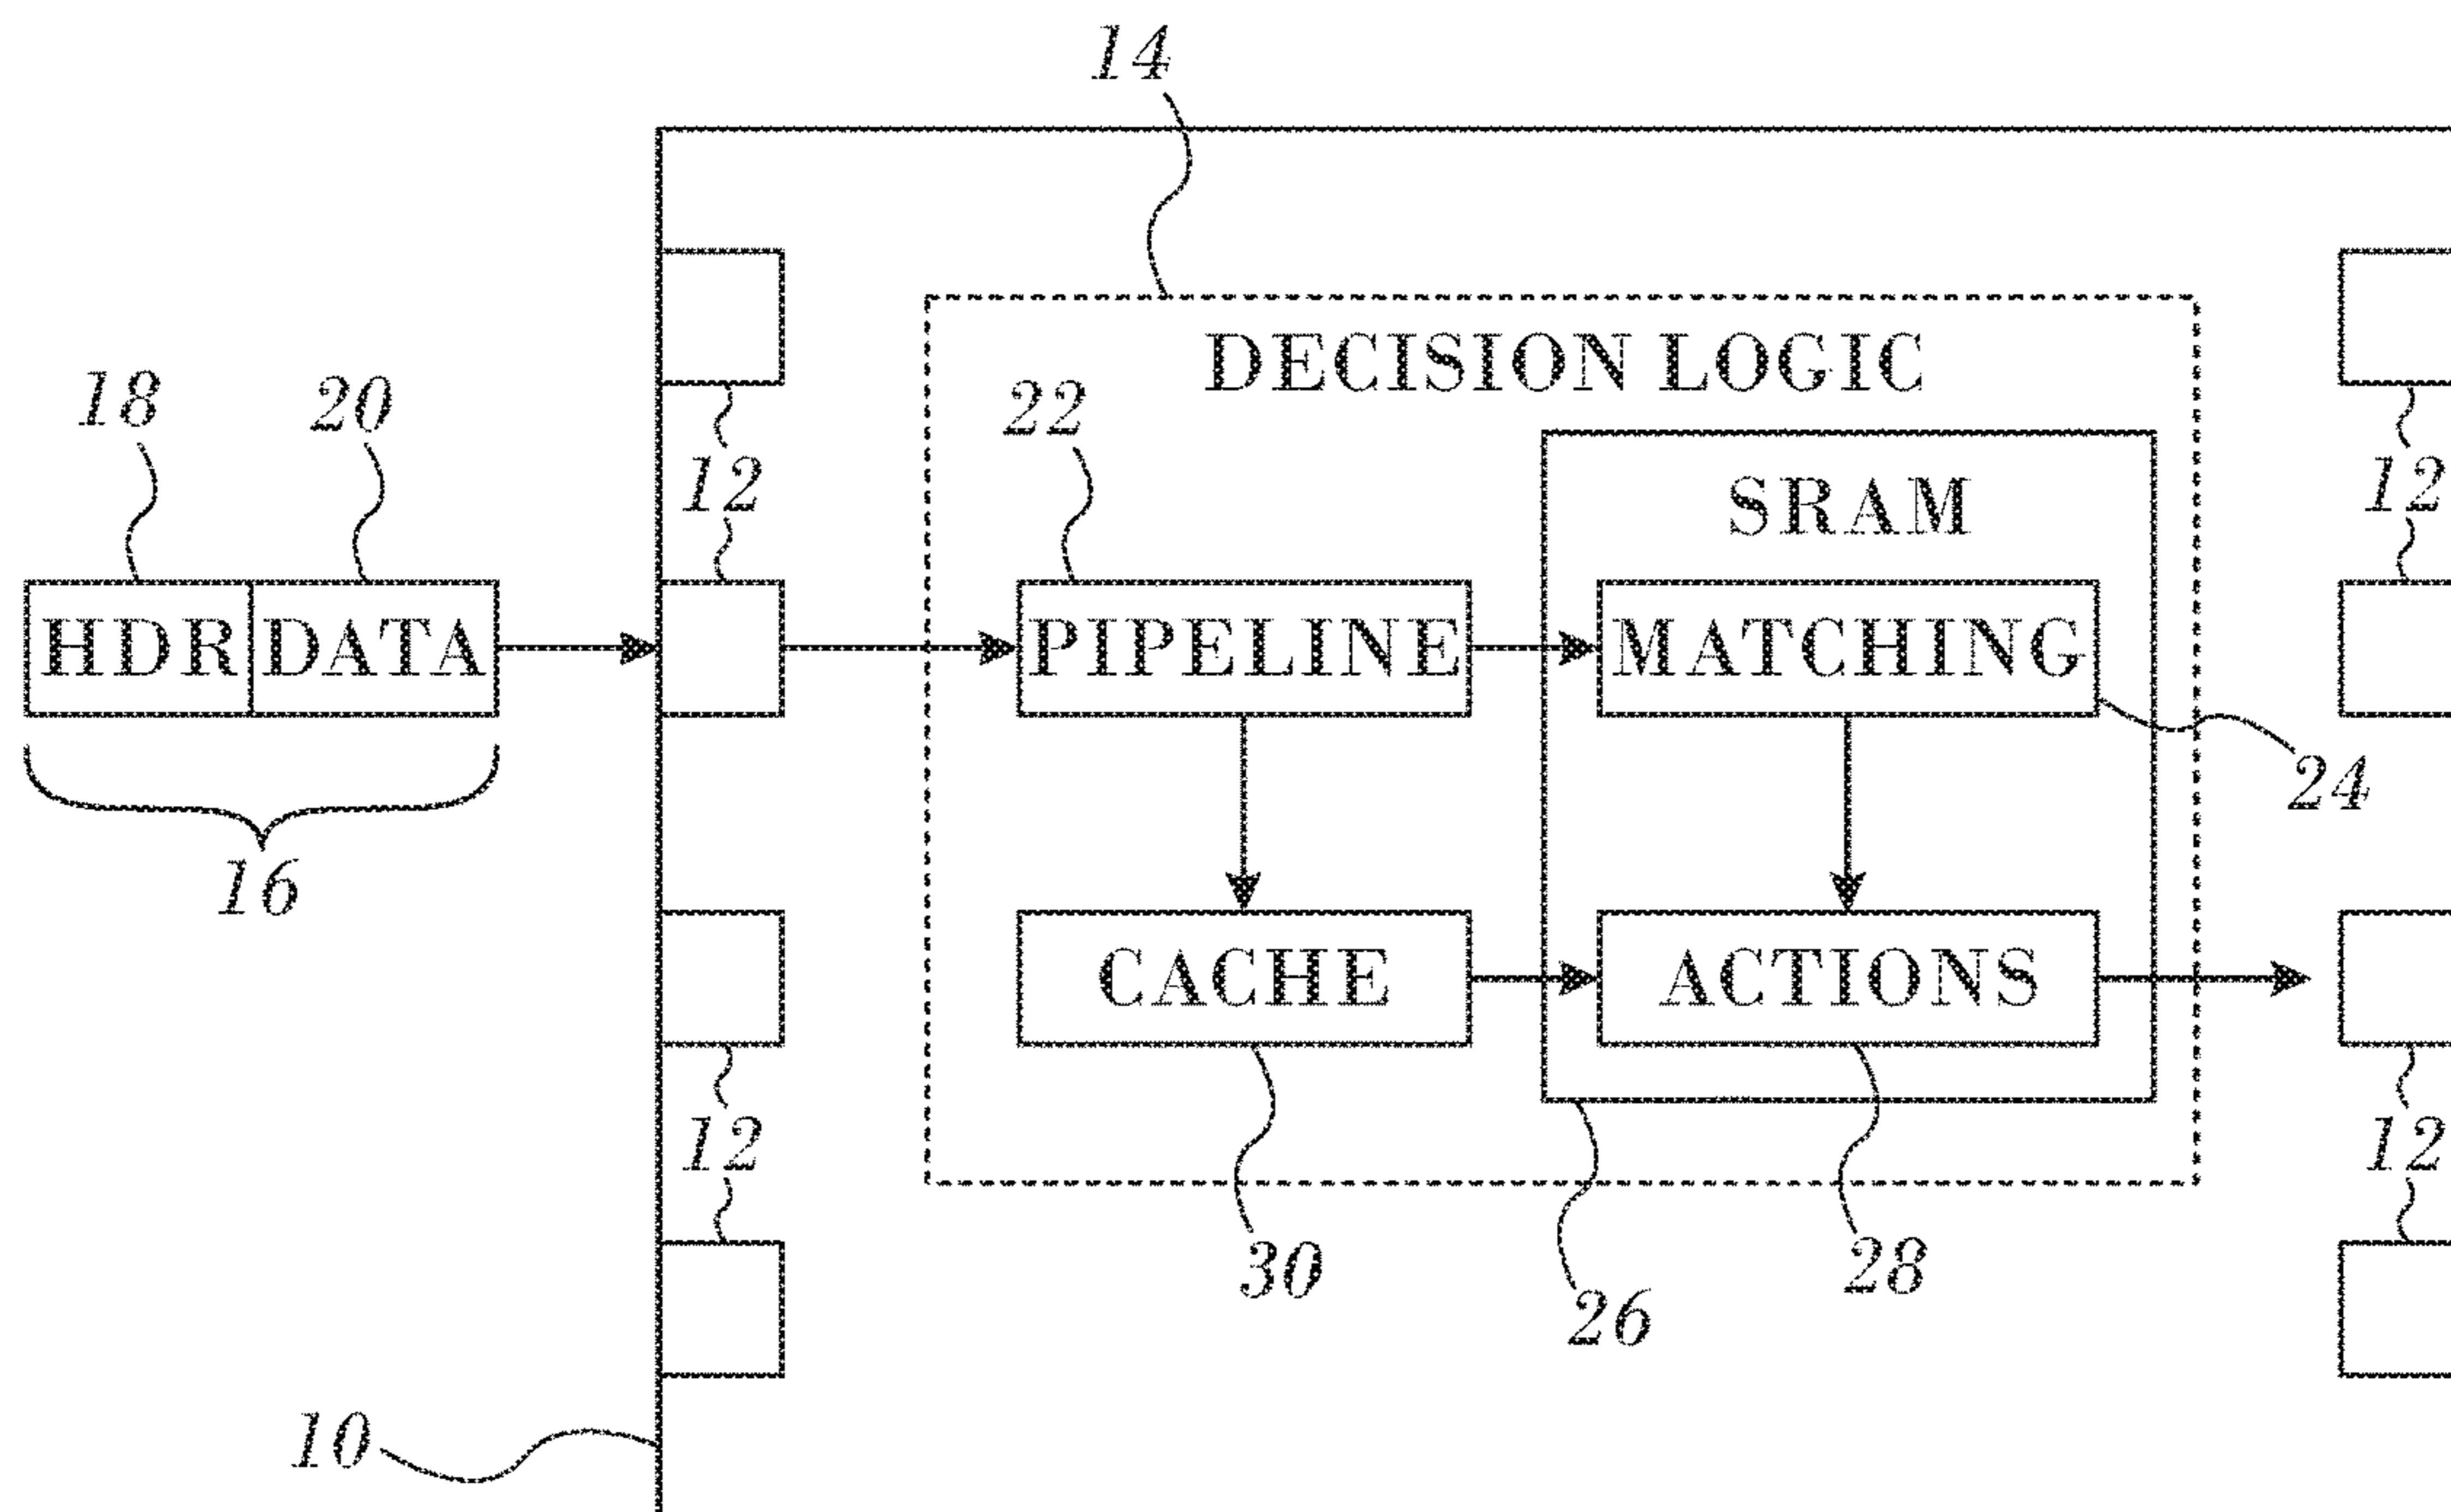 14
DECISION LOGIC
18 20 22
12 SRAM 12
HDR DATA PIPELINE MATCHING
24
16
CACHE ACTIONS
12 12
30 28
26
10